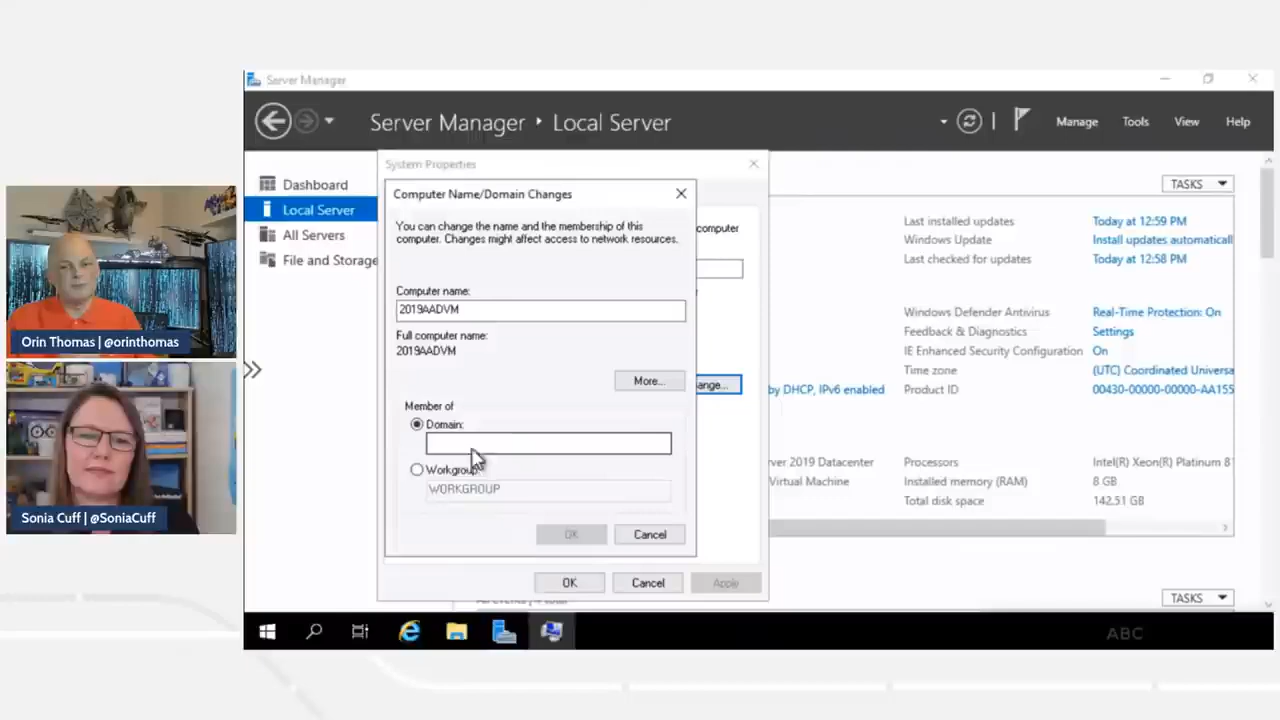 Server Manager
Server Manager
Local Server
Manage
Tools
View
Help
Dashboard
Local Server
All Servers
File and Storage
System Properties
Computer Name/Domain Changes
You can change the name and the membership of this
computer. Changes might affect access to network resources.
Computer name:
2019AADVM
Full computer name:
2019AADVM
More...
Member of
Domain:
Workgroup
WORKGROUP
OK
Cancel
computer
ange...
OK
Cancel
Apply
TASKS
Last installed updates
Today at 12:59 PM
Windows Update
Install updates automaticall
Last checked for updates
Today at 12:58 PM
Windows Defender Antivirus
Real-Time Protection: On
Feedback & Diagnostics
Settings
IE Enhanced Security Configuration
On
Time zone
(UTC) Coordinated Universa
by DHCP, IPv6 enabled
Product ID
00430-00000-00000-AA155
ver 2019 Datacenter
Processors
Intel(R) Xeon(R) Platinum 8
Virtual Machine
Installed memory (RAM)
8 GB
Total disk space
142.51 GB
TASKS
ABC
Orin Thomas | @orinthomas
Sonia Cuff | @SoniaCuff